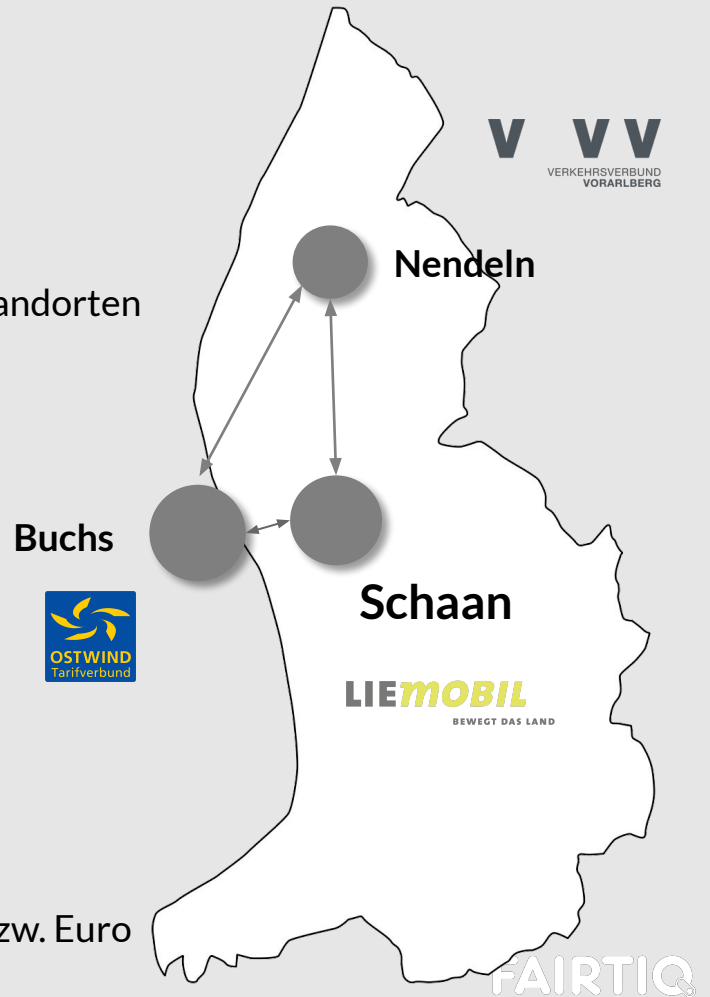 V VV
VERKEHRSVERBUND
VORARLBERG
Nendeln
andorten
Buchs
Schaan
OSTWIND
Tarifverbund
LIEMOBIL
BEWEGT DAS LAND
zw. Euro
FAIRTIQ